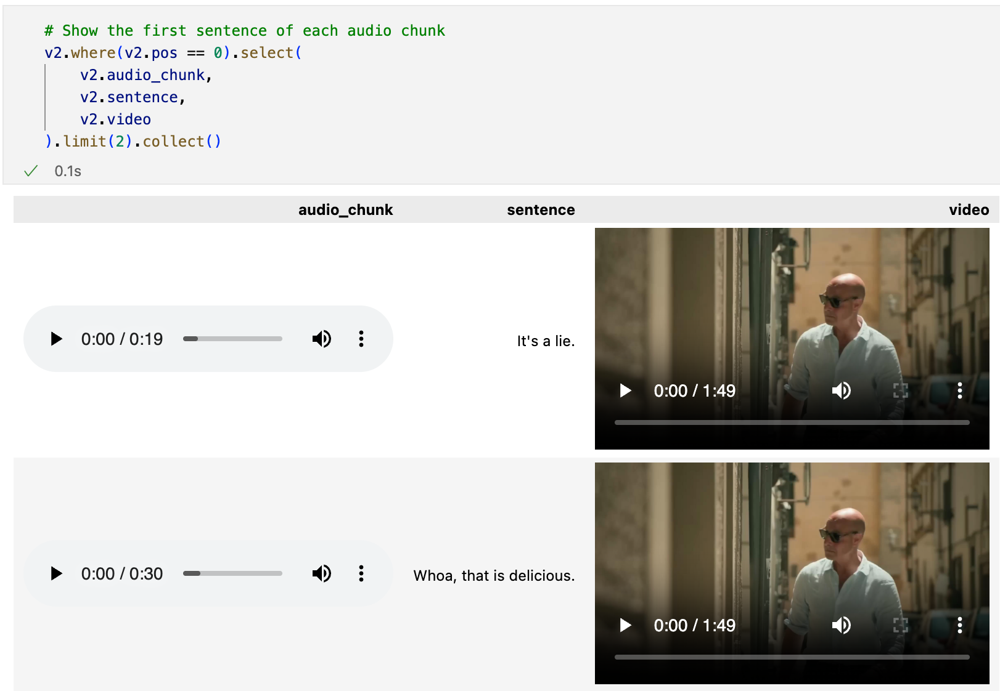 # Show the first sentence of each audio chunk
v2.where(v2.pos == 0).select(
    v2.audio_chunk,
    v2.sentence,
    v2.video
).limit(2).collect()
0.1s
audio_chunk sentence video
0:00 / 0:19 It's a lie.
0:00 / 1:49
0:00 / 0:30 Whoa, that is delicious.
0:00 / 1:49